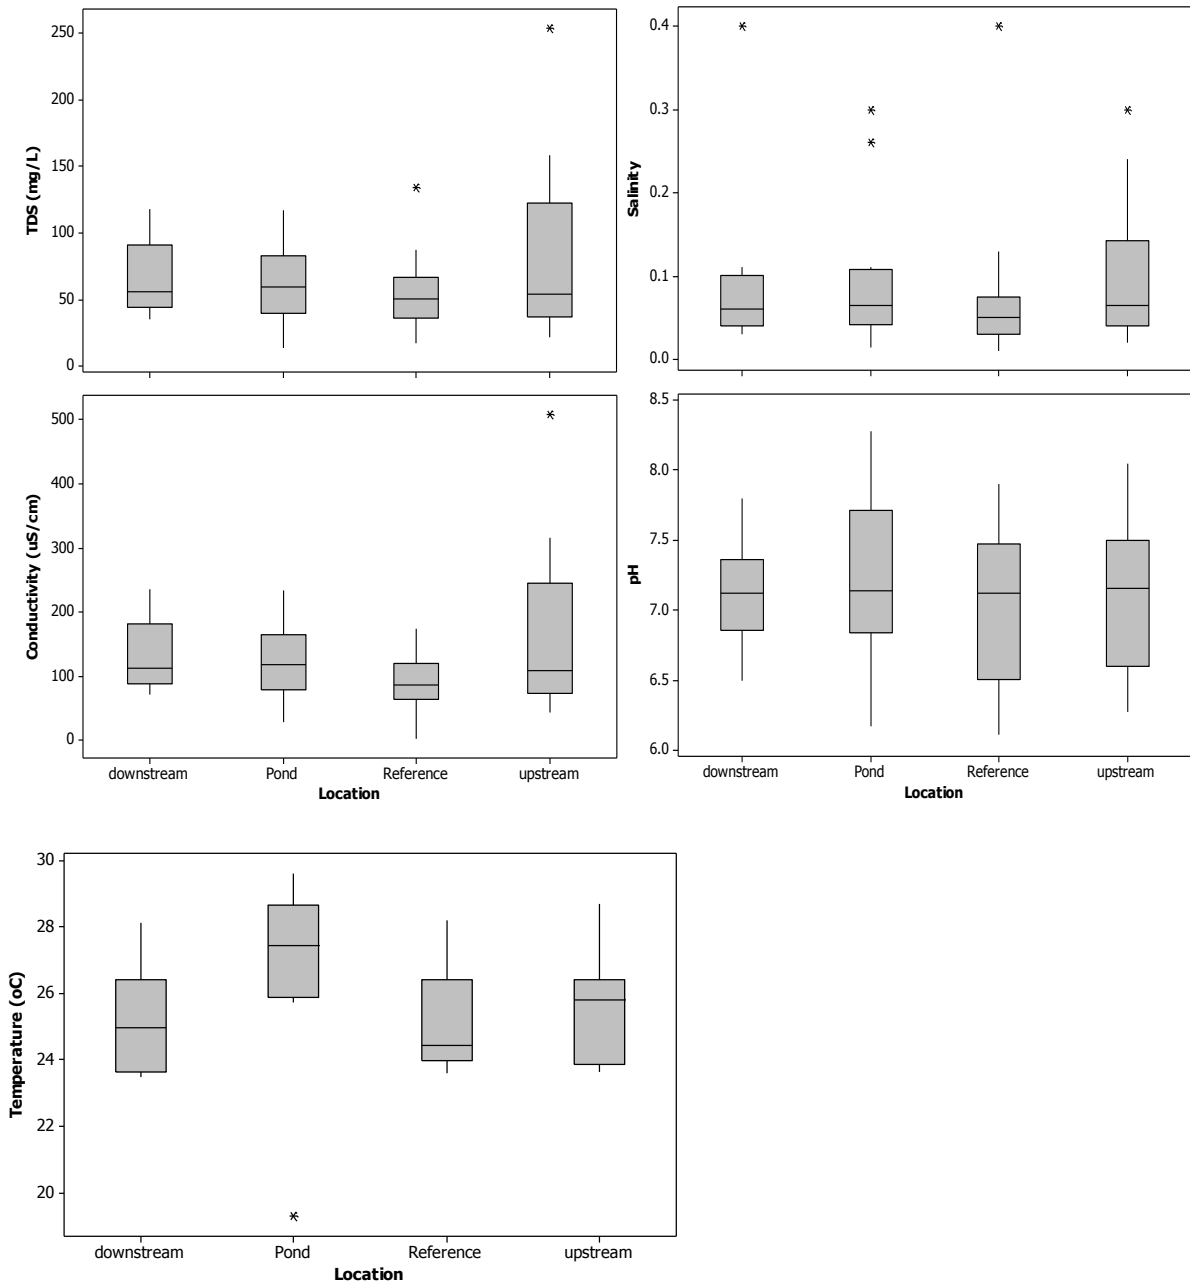 250
200
150
100
50
0
TDS (mg/L)
0.4
0.3
0.2
0.1
0.0
Salinity
500
400
300
200
100
0
Conductivity (uS/cm)
downstream Pond Reference upstream
Location
8.5
8.0
7.5
7.0
6.5
6.0
pH
downstream Pond Reference upstream
Location
30
28
26
24
22
20
Temperature (oC)
downstream Pond Reference upstream
Location